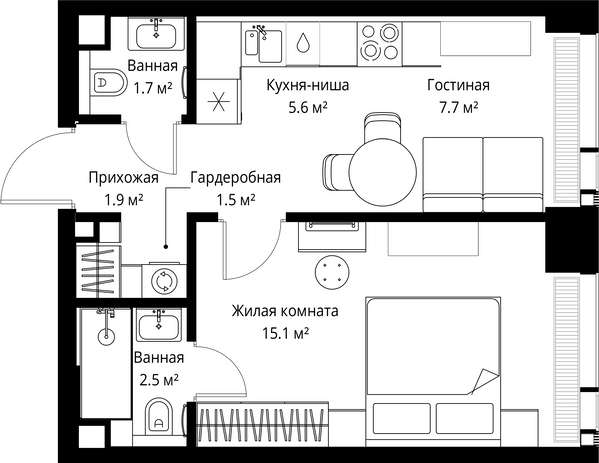 Ванная
1.7 м²
Кухня-ниша
5.6 м²
Гостиная
7.7 м²
Прихожая
1.9 м²
Гардеробная
1.5 м²
Жилая комната
15.1 м²
Ванная
2.5 м²